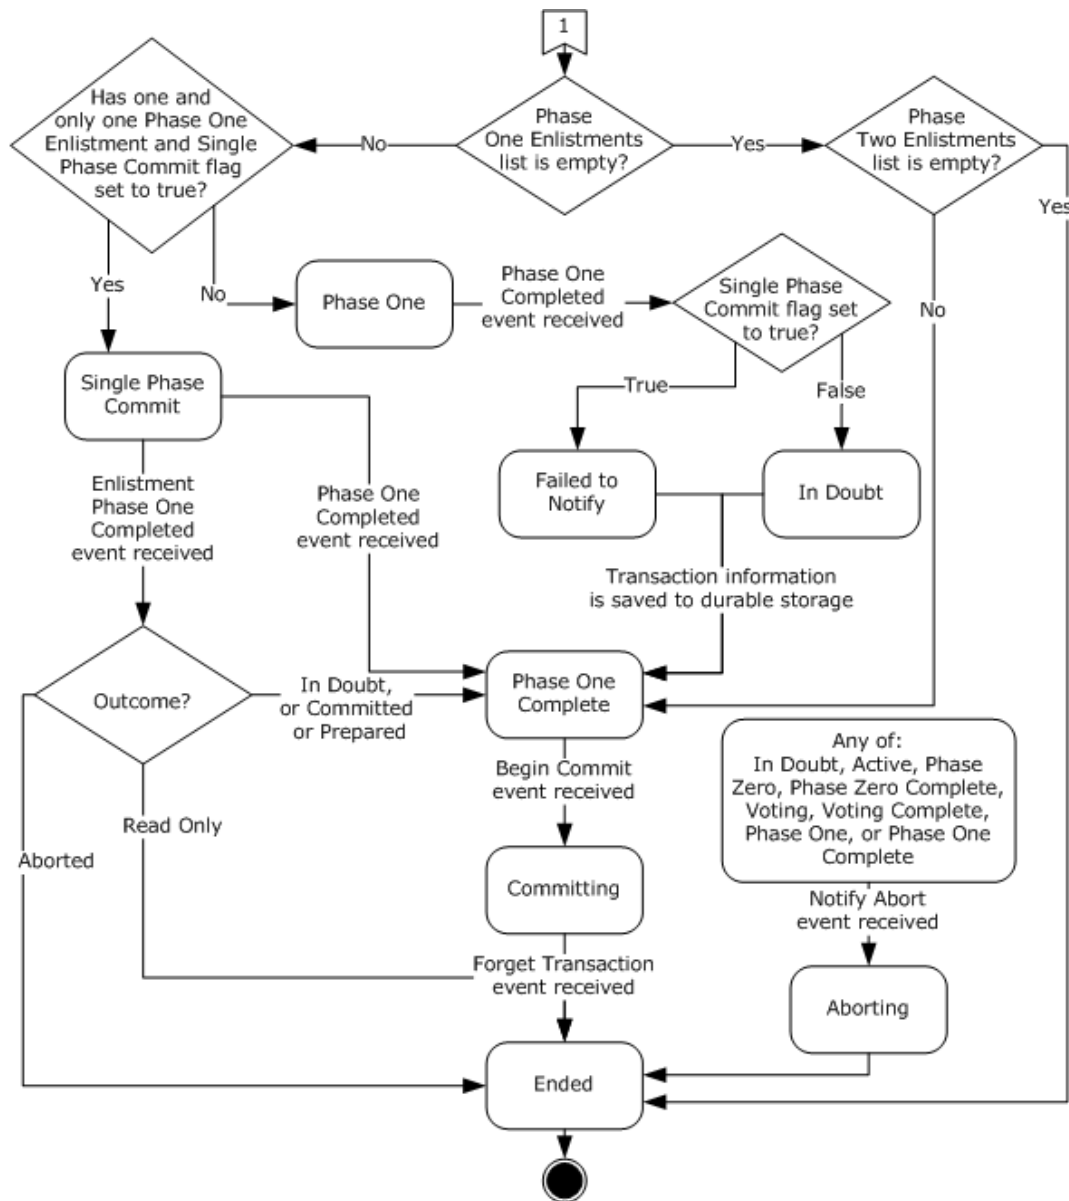 1
Has one and
only one Phase One
Enlistment and Single
Phase Commit flag
set to true?
No
Phase
One Enlistments
list is empty?
Yes
Phase
Two Enlistments
list is empty?
Yes
Yes
No
Phase One
Phase One
Completed
event received
Single Phase
Commit flag set
to true?
No
Single Phase
Commit
True
False
Enlistment
Phase One
Completed
event received
Phase One
Completed
event received
Failed to
Notify
In Doubt
Transaction information
is saved to durable storage
Outcome?
In Doubt,
or Committed
or Prepared
Phase One
Complete
Any of:
In Doubt, Active, Phase
Zero, Phase Zero Complete,
Voting, Voting Complete,
Phase One, or Phase One
Complete
Begin Commit
event received
Read Only
Aborted
Committing
Notify Abort
event received
Forget Transaction
event received
Aborting
Ended